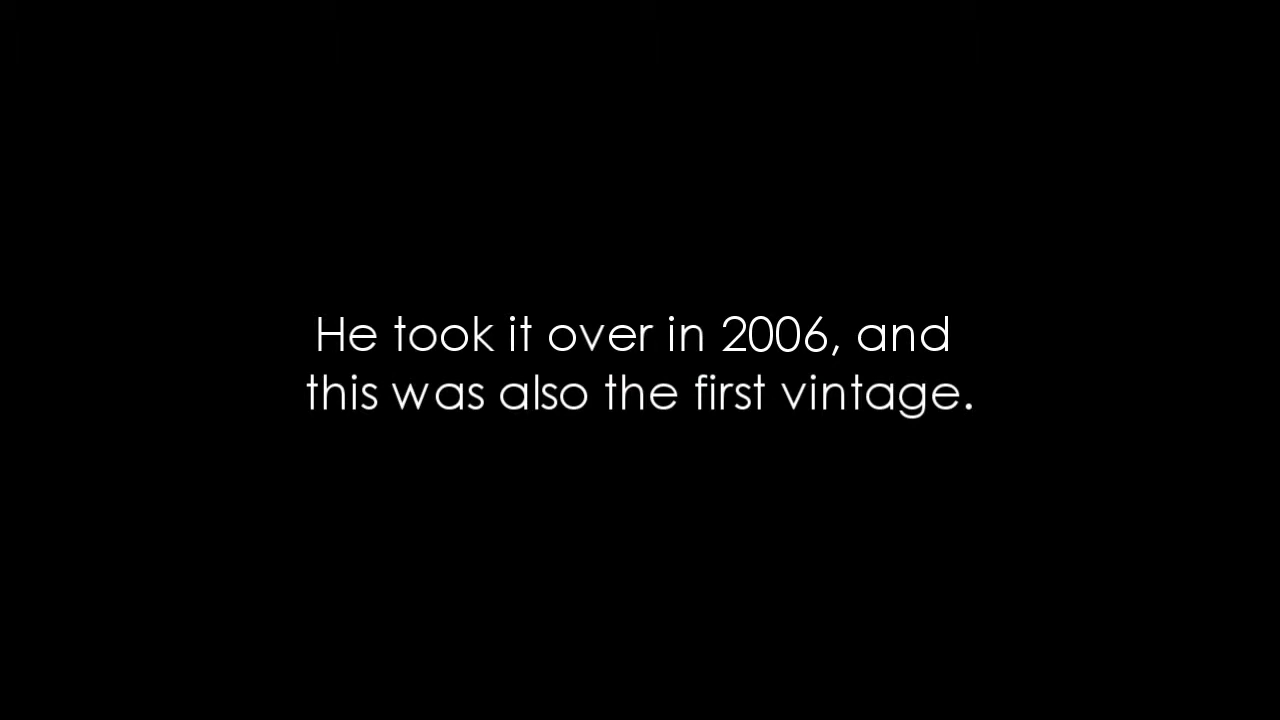 He took it over in 2006, and
this was also the first vintage.